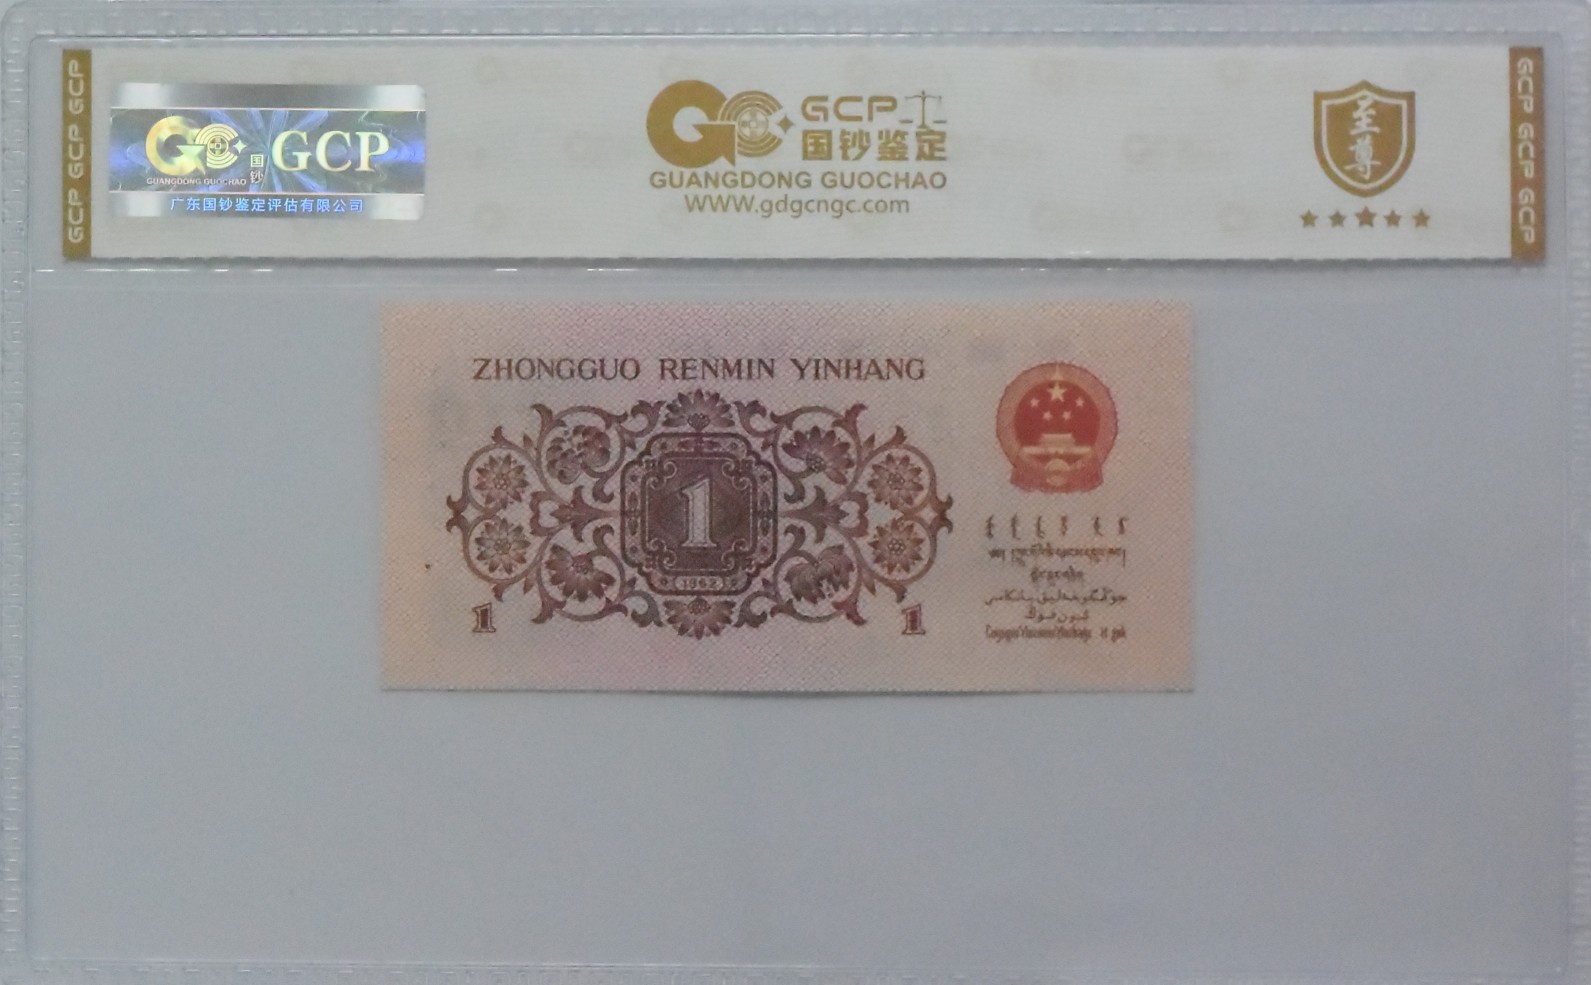 GCP GCP GCP
GCP
国钞
GUANGDONG GUOCHAO
广东国钞鉴定评估有限公司
GCP
国钞鉴定
GUANGDONG GUOCHAO
WWW.gdgcngc.com
至尊
GCP GCP GCP
ZHONGGUO RENMIN YINHANG
1
1962
1
1